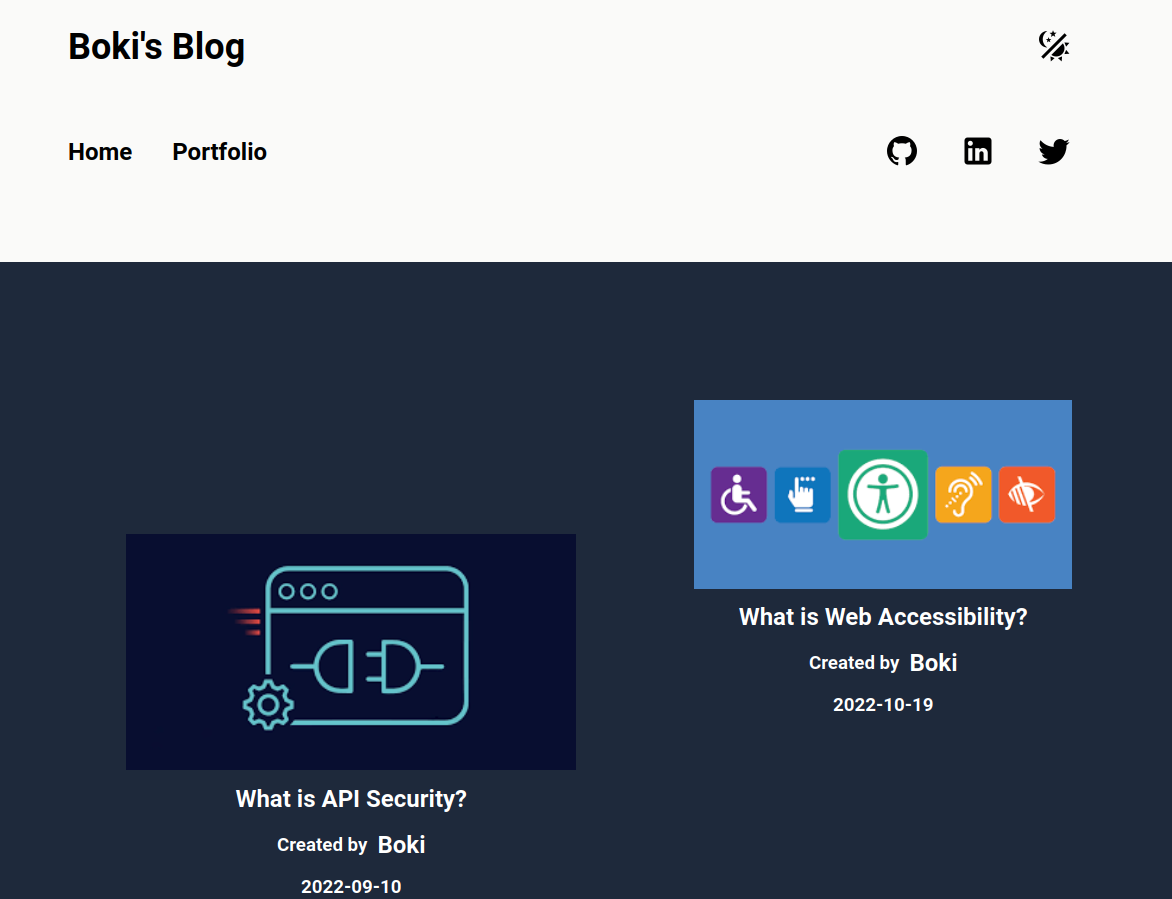 Boki's Blog
Home Portfolio
What is Web Accessibility?
Created by Boki
2022-10-19
What is API Security?
Created by Boki
2022-09-10